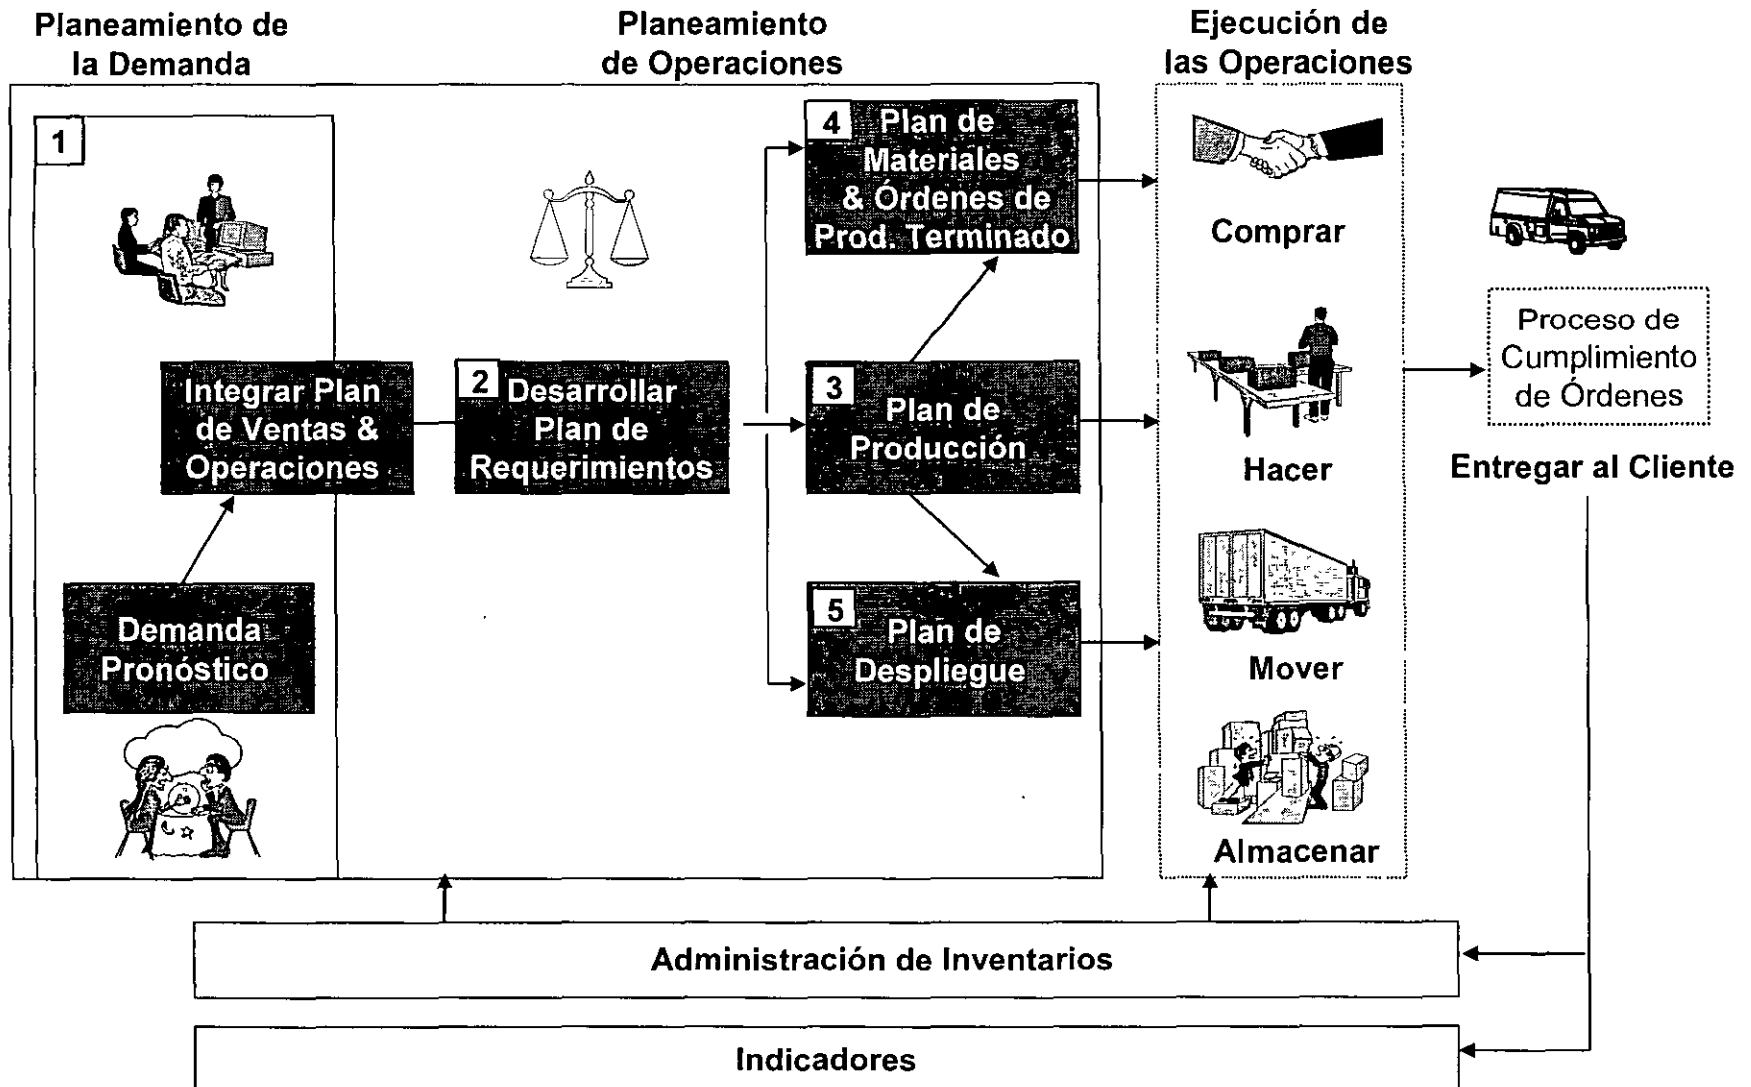 Planeamiento de
la Demanda
Planeamiento
de Operaciones
Ejecución de
las Operaciones
1
Integrar Plan
de Ventas &
Operaciones
Demanda
Pronóstico
2
Desarrollar
Plan de
Requerimientos
4
Plan de
Materiales
& Órdenes de
Prod. Terminado
3
Plan de
Producción
5
Plan de
Despliegue
Comprar
Hacer
Mover
Almacenar
Proceso de
Cumplimiento
de Órdenes
Entregar al Cliente
Administración de Inventarios
Indicadores